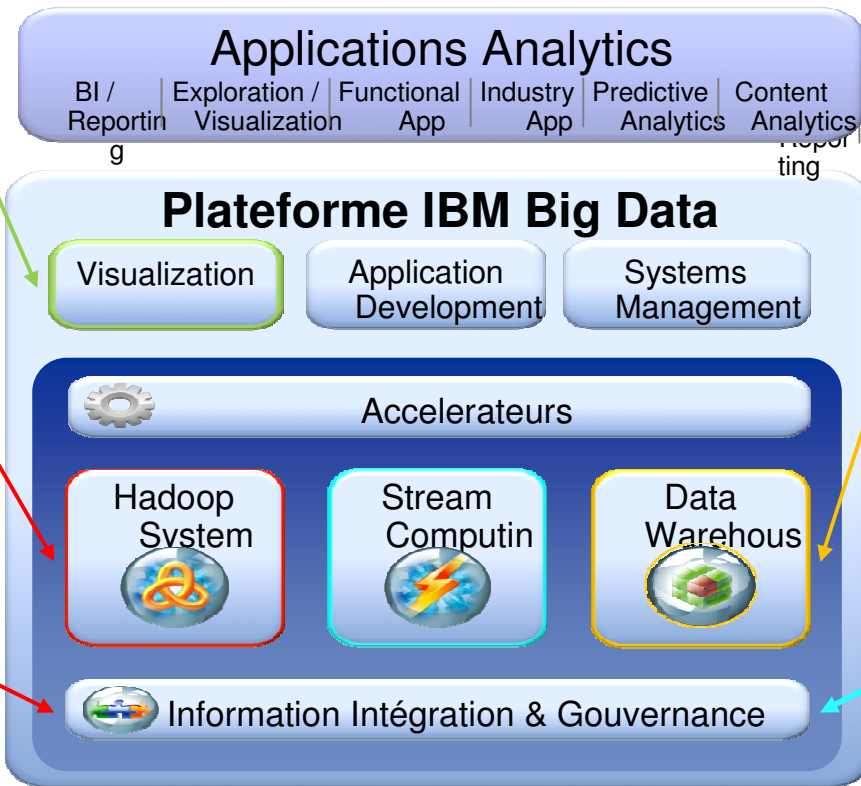 Applications Analytics
BI / Exploration / Functional Industry Predictive Content
Reportin Visualization App App Analytics Analytics
g
Repor
ting
Plateforme IBM Big Data
Visualization Application Systems
Development Management
Accelerateurs
Hadoop Stream Data
System Computin Warehous
Information Intégration & Gouvernance